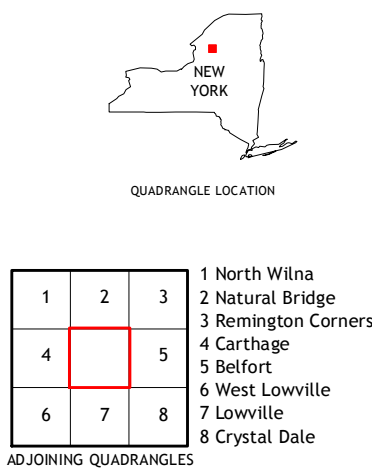 NEW
YORK
QUADRANGLE LOCATION
1 2 3
4 5
6 7 8
1 North Wilna
2 Natural Bridge
3 Remington Corners
4 Carthage
5 Belfort
6 West Lowville
7 Lowville
8 Crystal Dale
ADJOINING QUADRANGLES